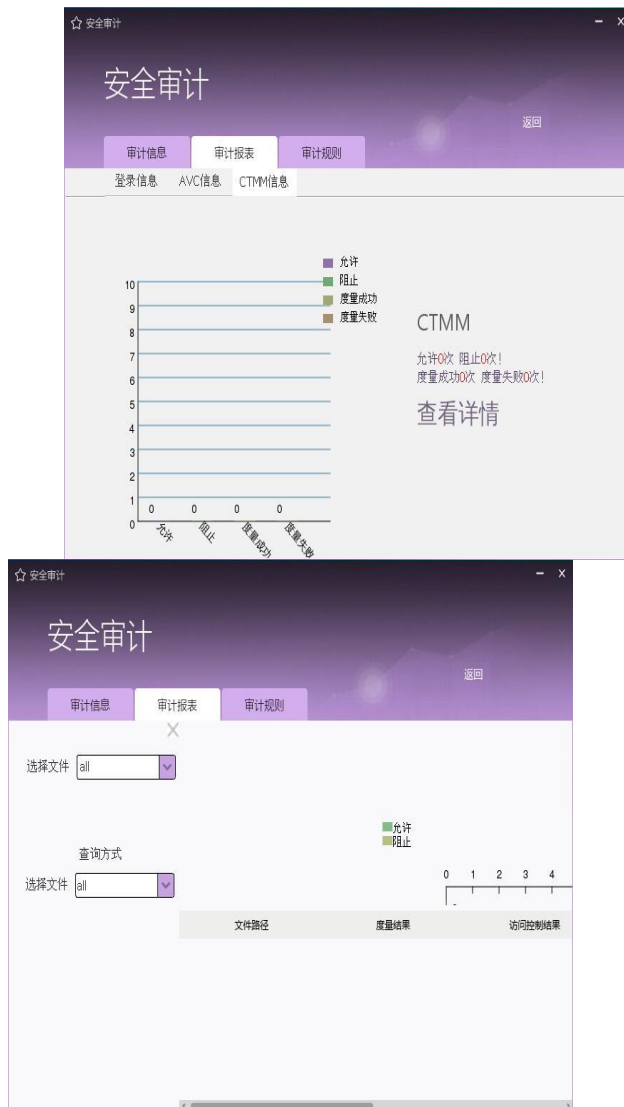 安全审计
安全审计
返回
审计信息 审计报表 审计规则
登录信息 AVC信息 CTMM信息
允许
阻止
度量成功
度量失败
10
9
8
7
6
5
4
3
2
1
0
0 0 0 0
允许 阻止 度量成功 度量失败
CTMM
允许0次 阻止0次!
度量成功0次 度量失败0次!
查看详情
安全审计
安全审计
返回
审计信息 审计报表 审计规则
选择文件 all
查询方式
选择文件 all
允许
阻止
0 1 2 3 4
文件路径 度量结果 访问控制结果